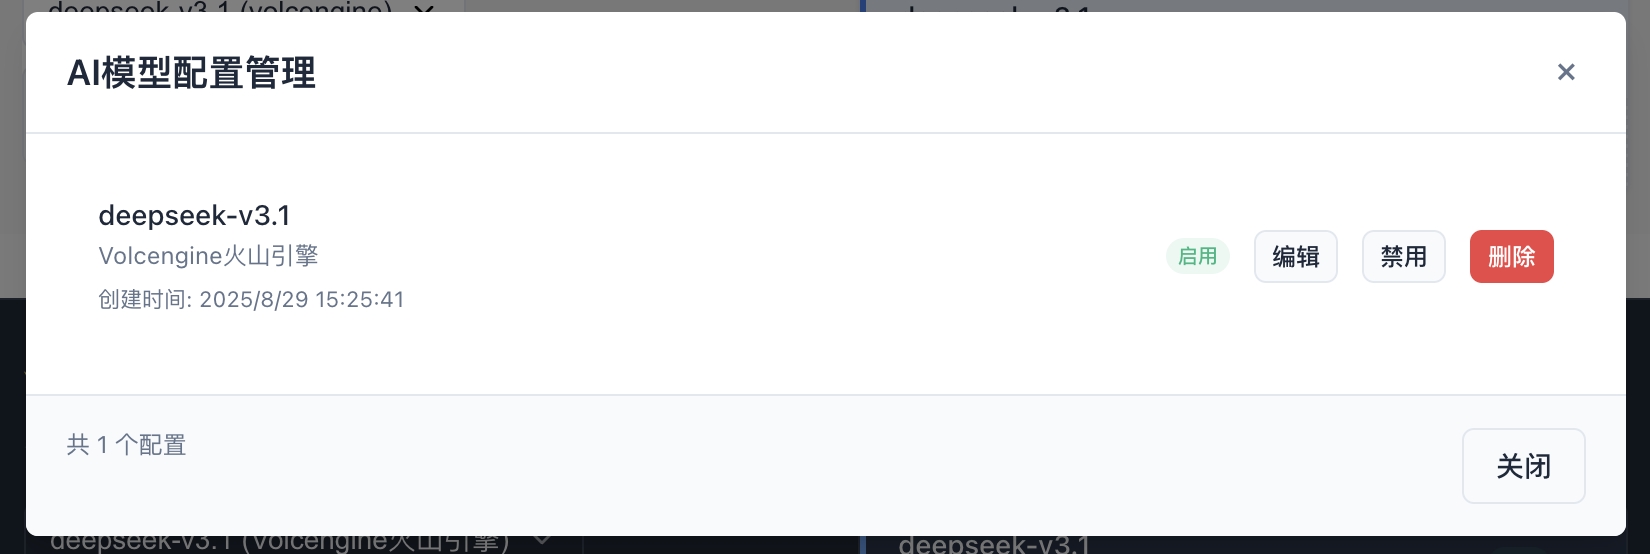 deepseek-v3.1 (volcengine)
AI模型配置管理
deepseek-v3.1
Volcengine火山引擎
创建时间: 2025/8/29 15:25:41
启用
编辑
禁用
删除
共 1 个配置
关闭
deepseek-v3.1 (Volcengine火山引擎)
deepseek-v3.1